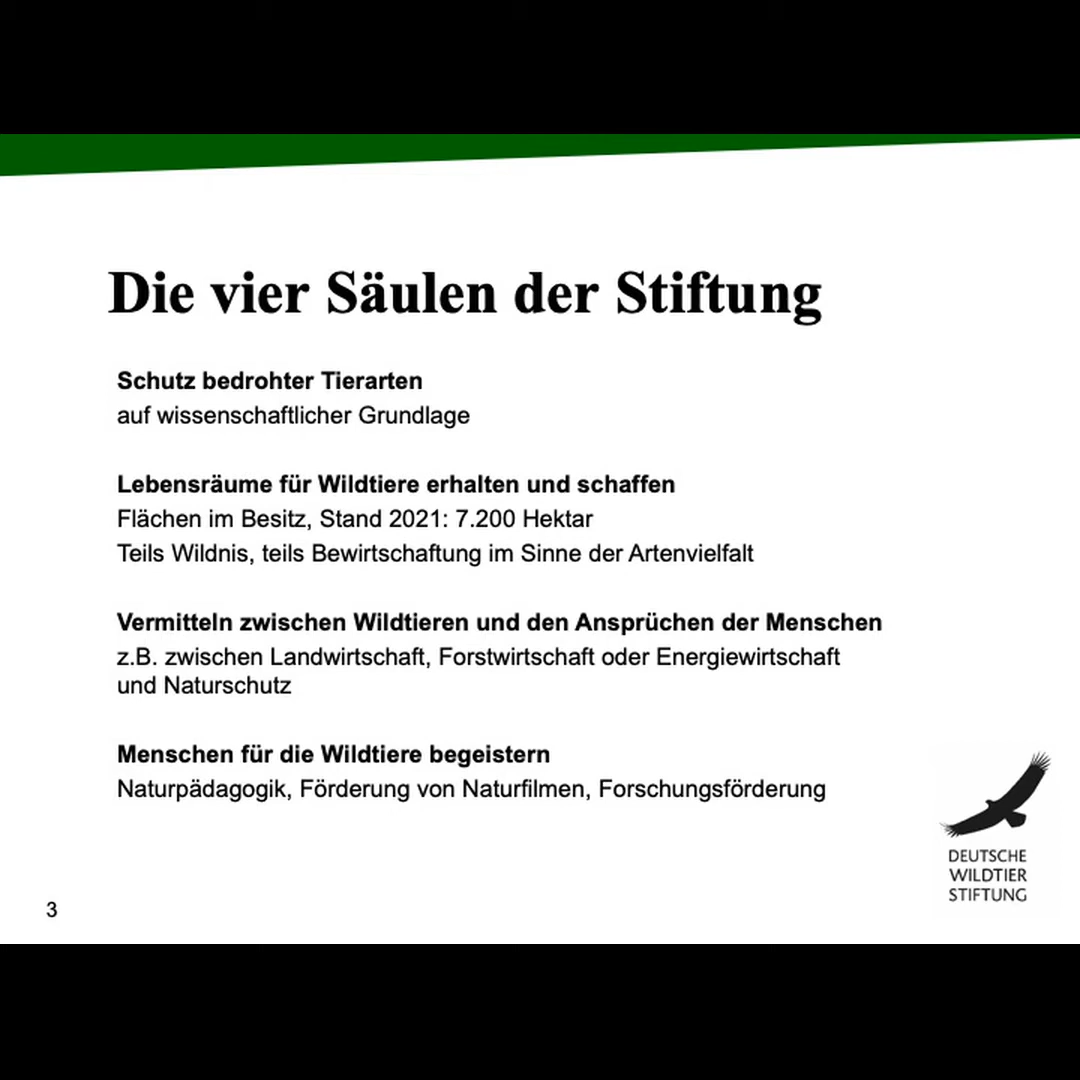 Die vier Säulen der Stiftung
Schutz bedrohter Tierarten
auf wissenschaftlicher Grundlage
Lebensräume für Wildtiere erhalten und schaffen
Flächen im Besitz, Stand 2021: 7.200 Hektar
Teils Wildnis, teils Bewirtschaftung im Sinne der Artenvielfalt
Vermitteln zwischen Wildtieren und den Ansprüchen der Menschen
z.B. zwischen Landwirtschaft, Forstwirtschaft oder Energiewirtschaft
und Naturschutz
Menschen für die Wildtiere begeistern
Naturpädagogik, Förderung von Naturfilmen, Forschungsförderung
DEUTSCHE
WILDTIER
STIFTUNG
3